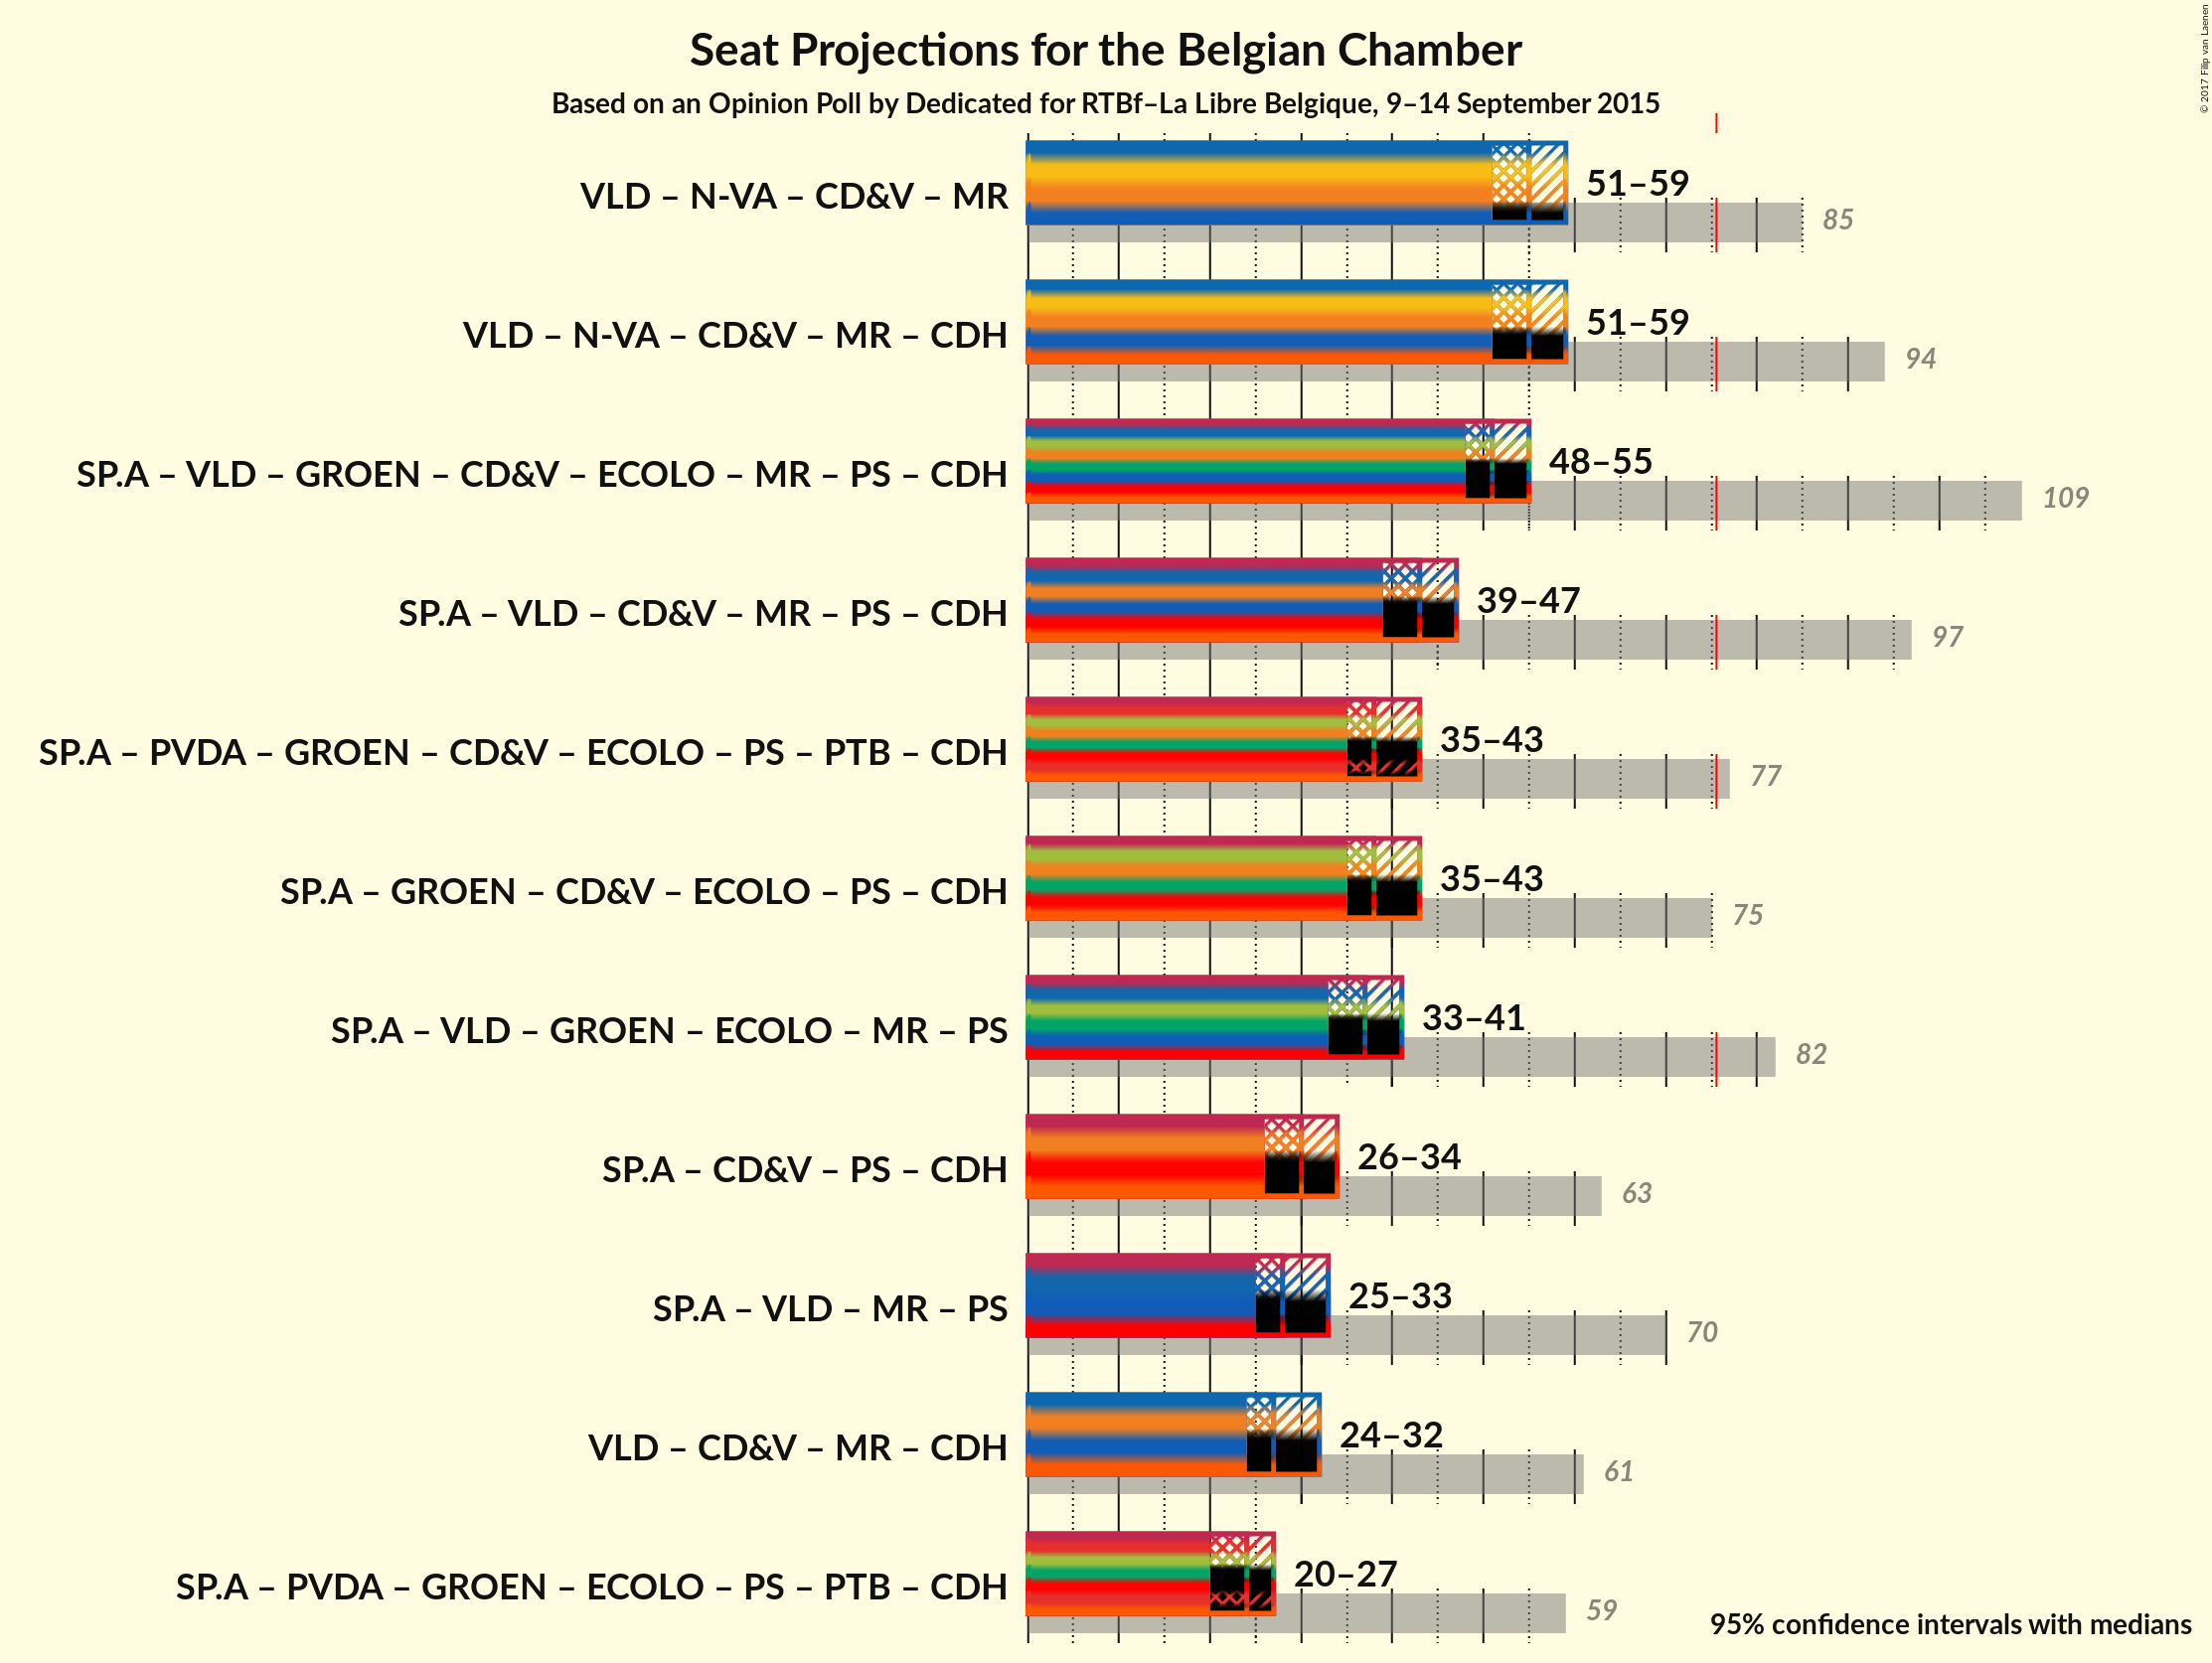 Seat Projections for the Belgian Chamber
Based on an Opinion Poll by Dedicated for RTBf–La Libre Belgique, 9–14 September 2015
© 2017 Filip van Laenen
VLD – N-VA – CD&V – MR
51–59
85
VLD – N-VA – CD&V – MR – CDH
51–59
94
SP.A – VLD – GROEN – CD&V – ECOLO – MR – PS – CDH
48–55
109
SP.A – VLD – CD&V – MR – PS – CDH
39–47
97
SP.A – PVDA – GROEN – CD&V – ECOLO – PS – PTB – CDH
35–43
77
SP.A – GROEN – CD&V – ECOLO – PS – CDH
35–43
75
SP.A – VLD – GROEN – ECOLO – MR – PS
33–41
82
SP.A – CD&V – PS – CDH
26–34
63
SP.A – VLD – MR – PS
25–33
70
VLD – CD&V – MR – CDH
24–32
61
SP.A – PVDA – GROEN – ECOLO – PS – PTB – CDH
20–27
59
95% confidence intervals with medians